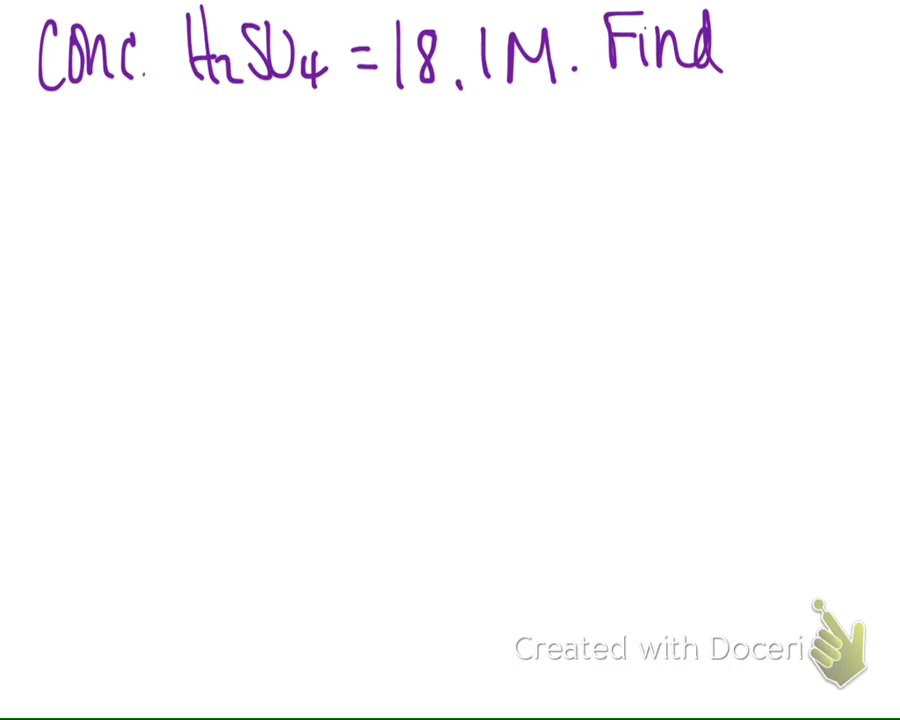 Conc. H₂SO₄ = 18.1M. Find
Created with Doceri